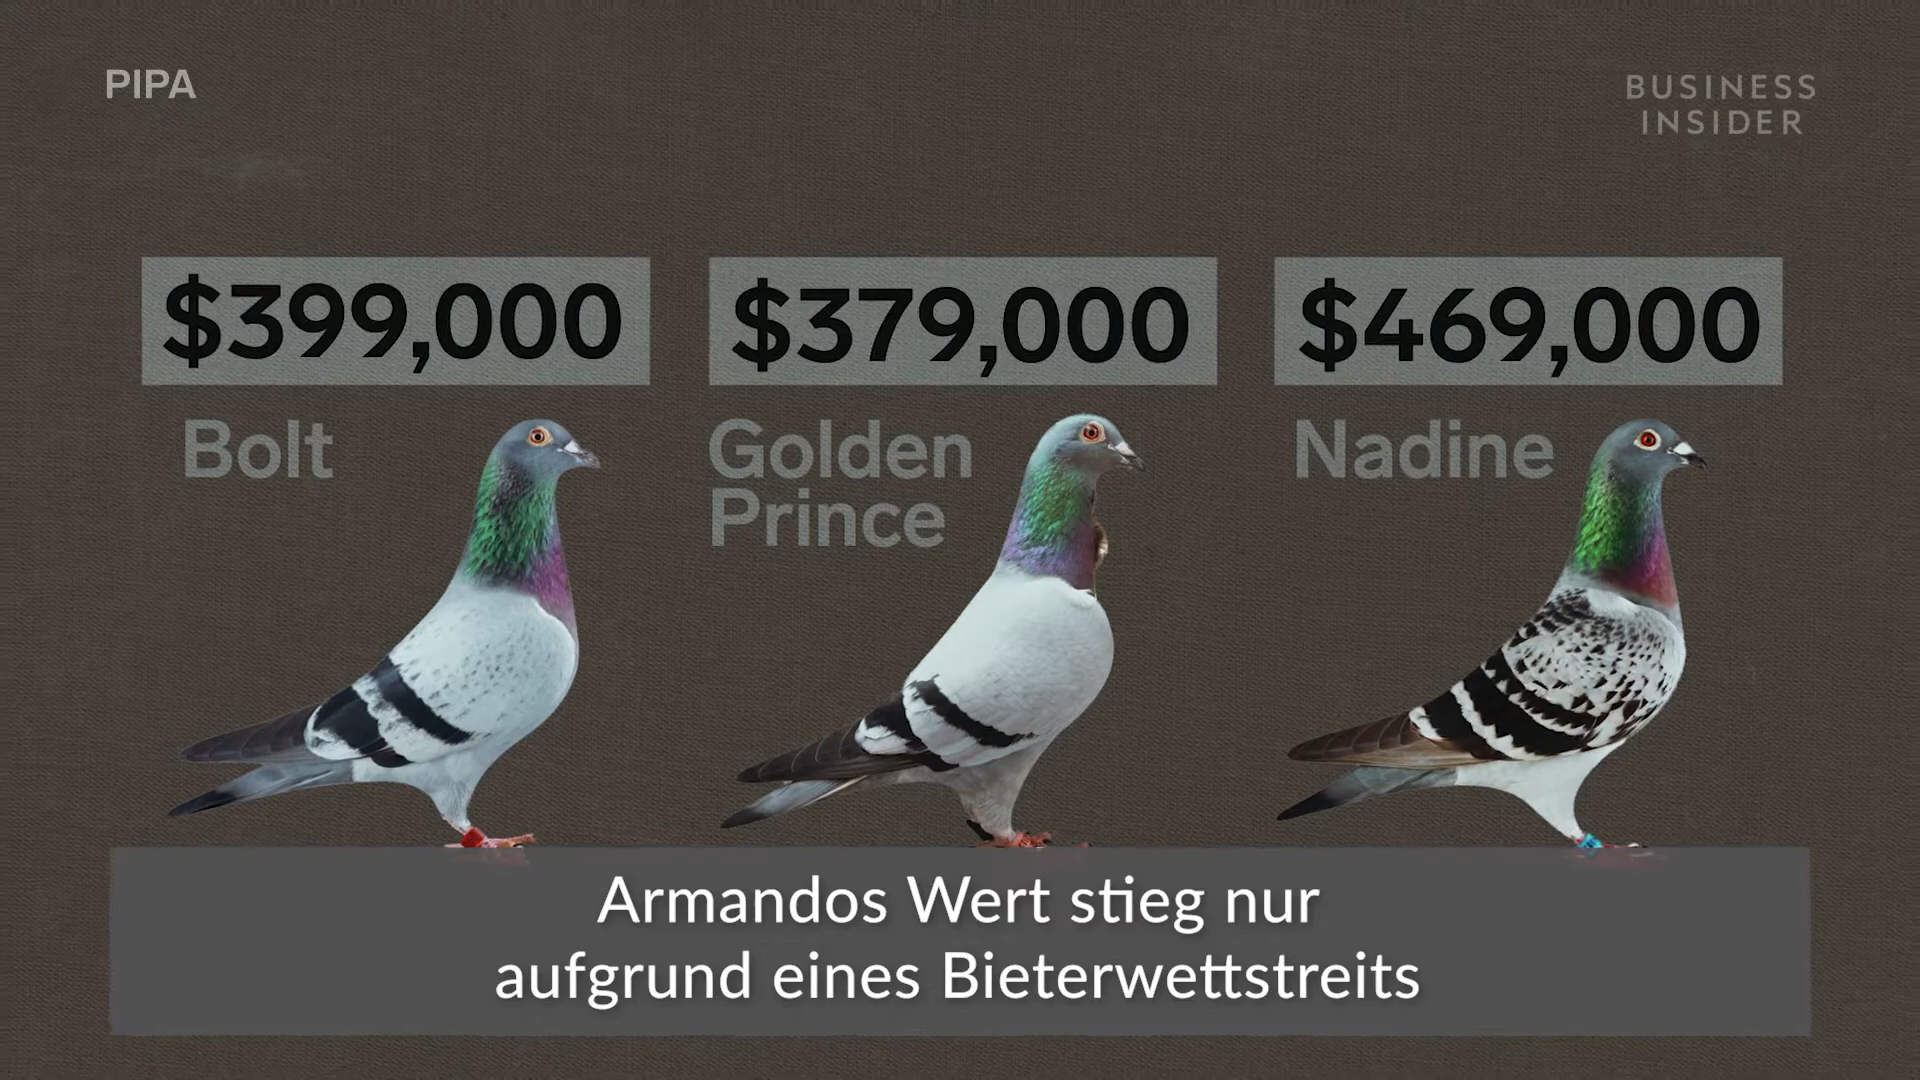 PIPA
BUSINESS
INSIDER
$399,000
$379,000
$469,000
Bolt
Golden
Prince
Nadine
Armandos Wert stieg nur
aufgrund eines Bieterwettstreits